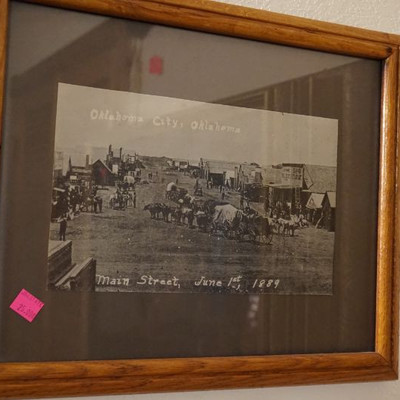 Oklahoma City, Oklahoma
Main Street, June 1st, 1889